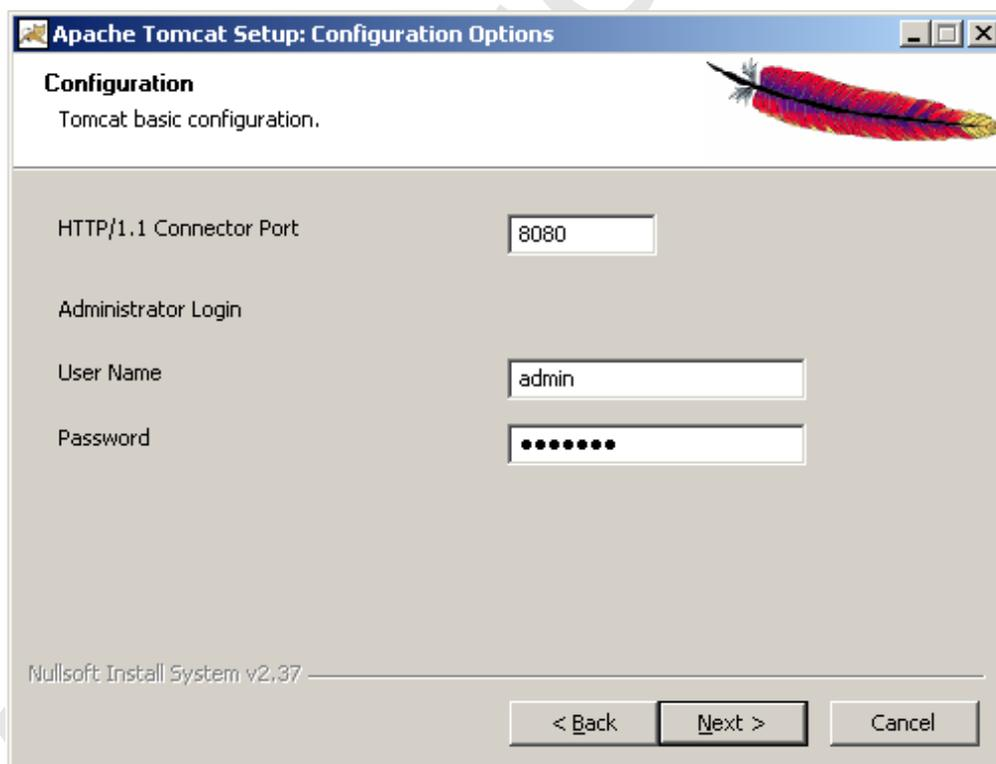 Apache Tomcat Setup: Configuration Options
Configuration
Tomcat basic configuration.
HTTP/1.1 Connector Port
8080
Administrator Login
User Name
admin
Password
•••••••
Nullsoft Install System v2.37
< Back
Next >
Cancel